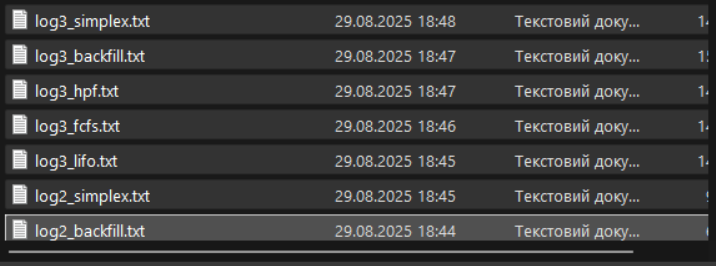 log3_simplex.txt 29.08.2025 18:48 Текстовий доку...
log3_backfill.txt 29.08.2025 18:47 Текстовий доку...
log3_hpf.txt 29.08.2025 18:47 Текстовий доку...
log3_fcfs.txt 29.08.2025 18:46 Текстовий доку...
log3_lifo.txt 29.08.2025 18:45 Текстовий доку...
log2_simplex.txt 29.08.2025 18:45 Текстовий доку...
log2_backfill.txt 29.08.2025 18:44 Текстовий доку...